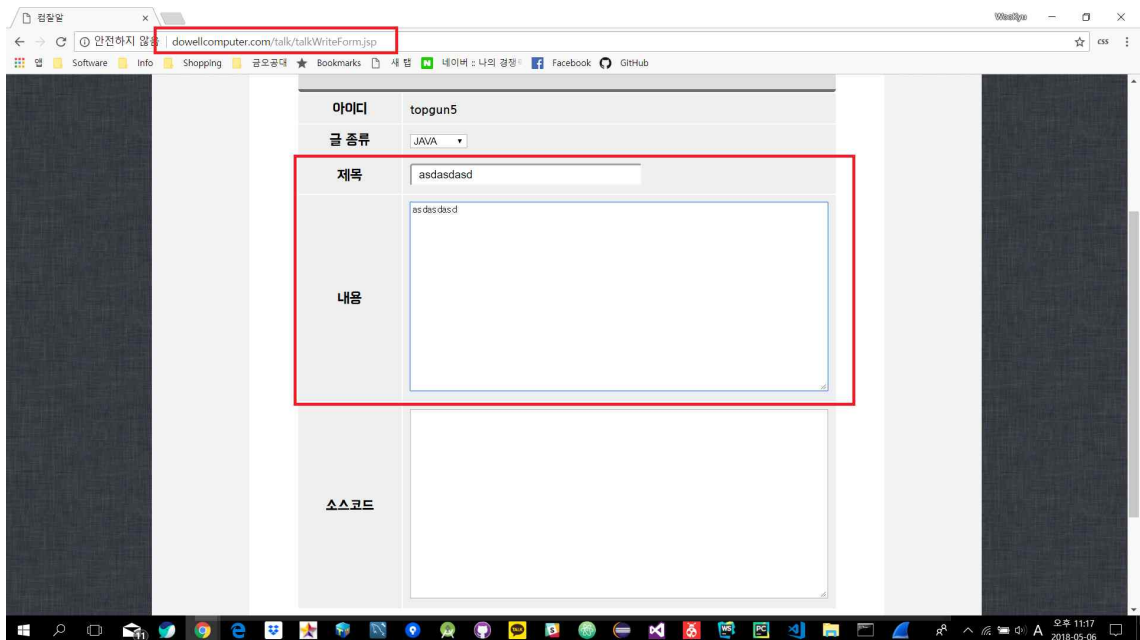 컴잘알
WooKyu
안전하지 않음 dowellcomputer.com/talk/talkWriteForm.jsp
css
앱 Software Info Shopping 금오공대 Bookmarks 새 탭 네이버 :: 나의 경쟁 Facebook GitHub
아이디 topgun5
글 종류 JAVA
제목 asdasdasd
내용 asdasdasd
소스코드
오후 11:17
A
2018-05-06